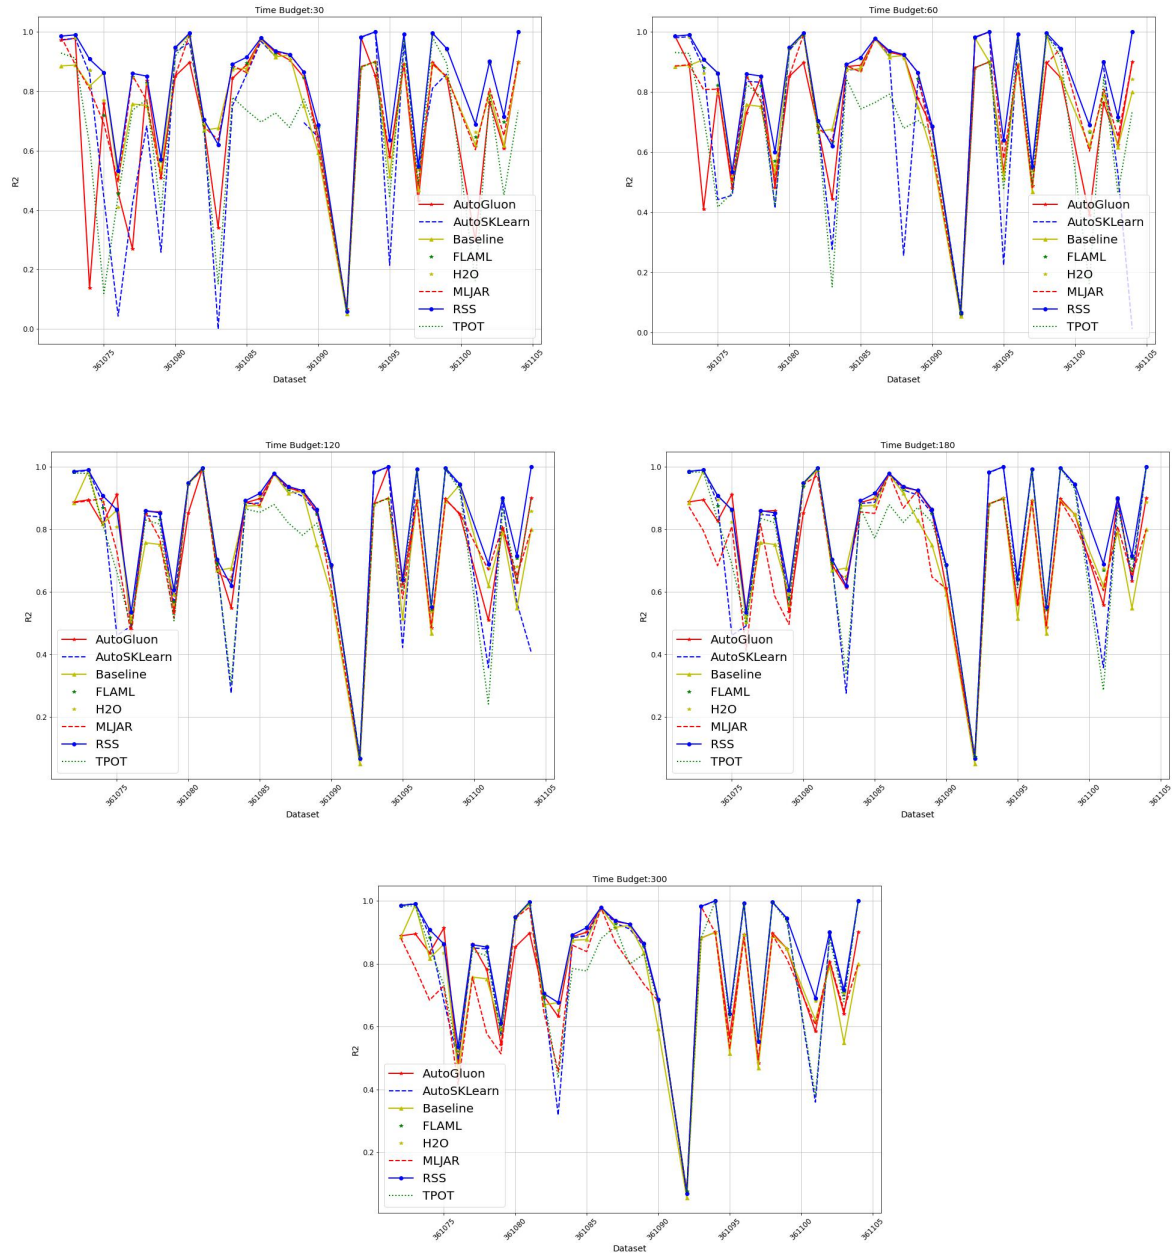 Time Budget:30
1.0
0.8
0.6
0.4
0.2
0.0
R2
AutoGluon
AutoSKLearn
Baseline
FLAML
H2O
MLJAR
RSS
TPOT
361075
361080
361085
361090
361095
361100
361105
Dataset
Time Budget:60
1.0
0.8
0.6
0.4
0.2
0.0
R2
AutoGluon
AutoSKLearn
Baseline
FLAML
H2O
MLJAR
RSS
TPOT
361075
361080
361085
361090
361095
361100
361105
Dataset
Time Budget:120
1.0
0.8
0.6
0.4
0.2
R2
AutoGluon
AutoSKLearn
Baseline
FLAML
H2O
MLJAR
RSS
TPOT
361075
361080
361085
361090
361095
361100
361105
Dataset
Time Budget:180
1.0
0.8
0.6
0.4
0.2
R2
AutoGluon
AutoSKLearn
Baseline
FLAML
H2O
MLJAR
RSS
TPOT
361075
361080
361085
361090
361095
361100
361105
Dataset
Time Budget:300
1.0
0.8
0.6
0.4
0.2
R2
AutoGluon
AutoSKLearn
Baseline
FLAML
H2O
MLJAR
RSS
TPOT
361075
361080
361085
361090
361095
361100
361105
Dataset